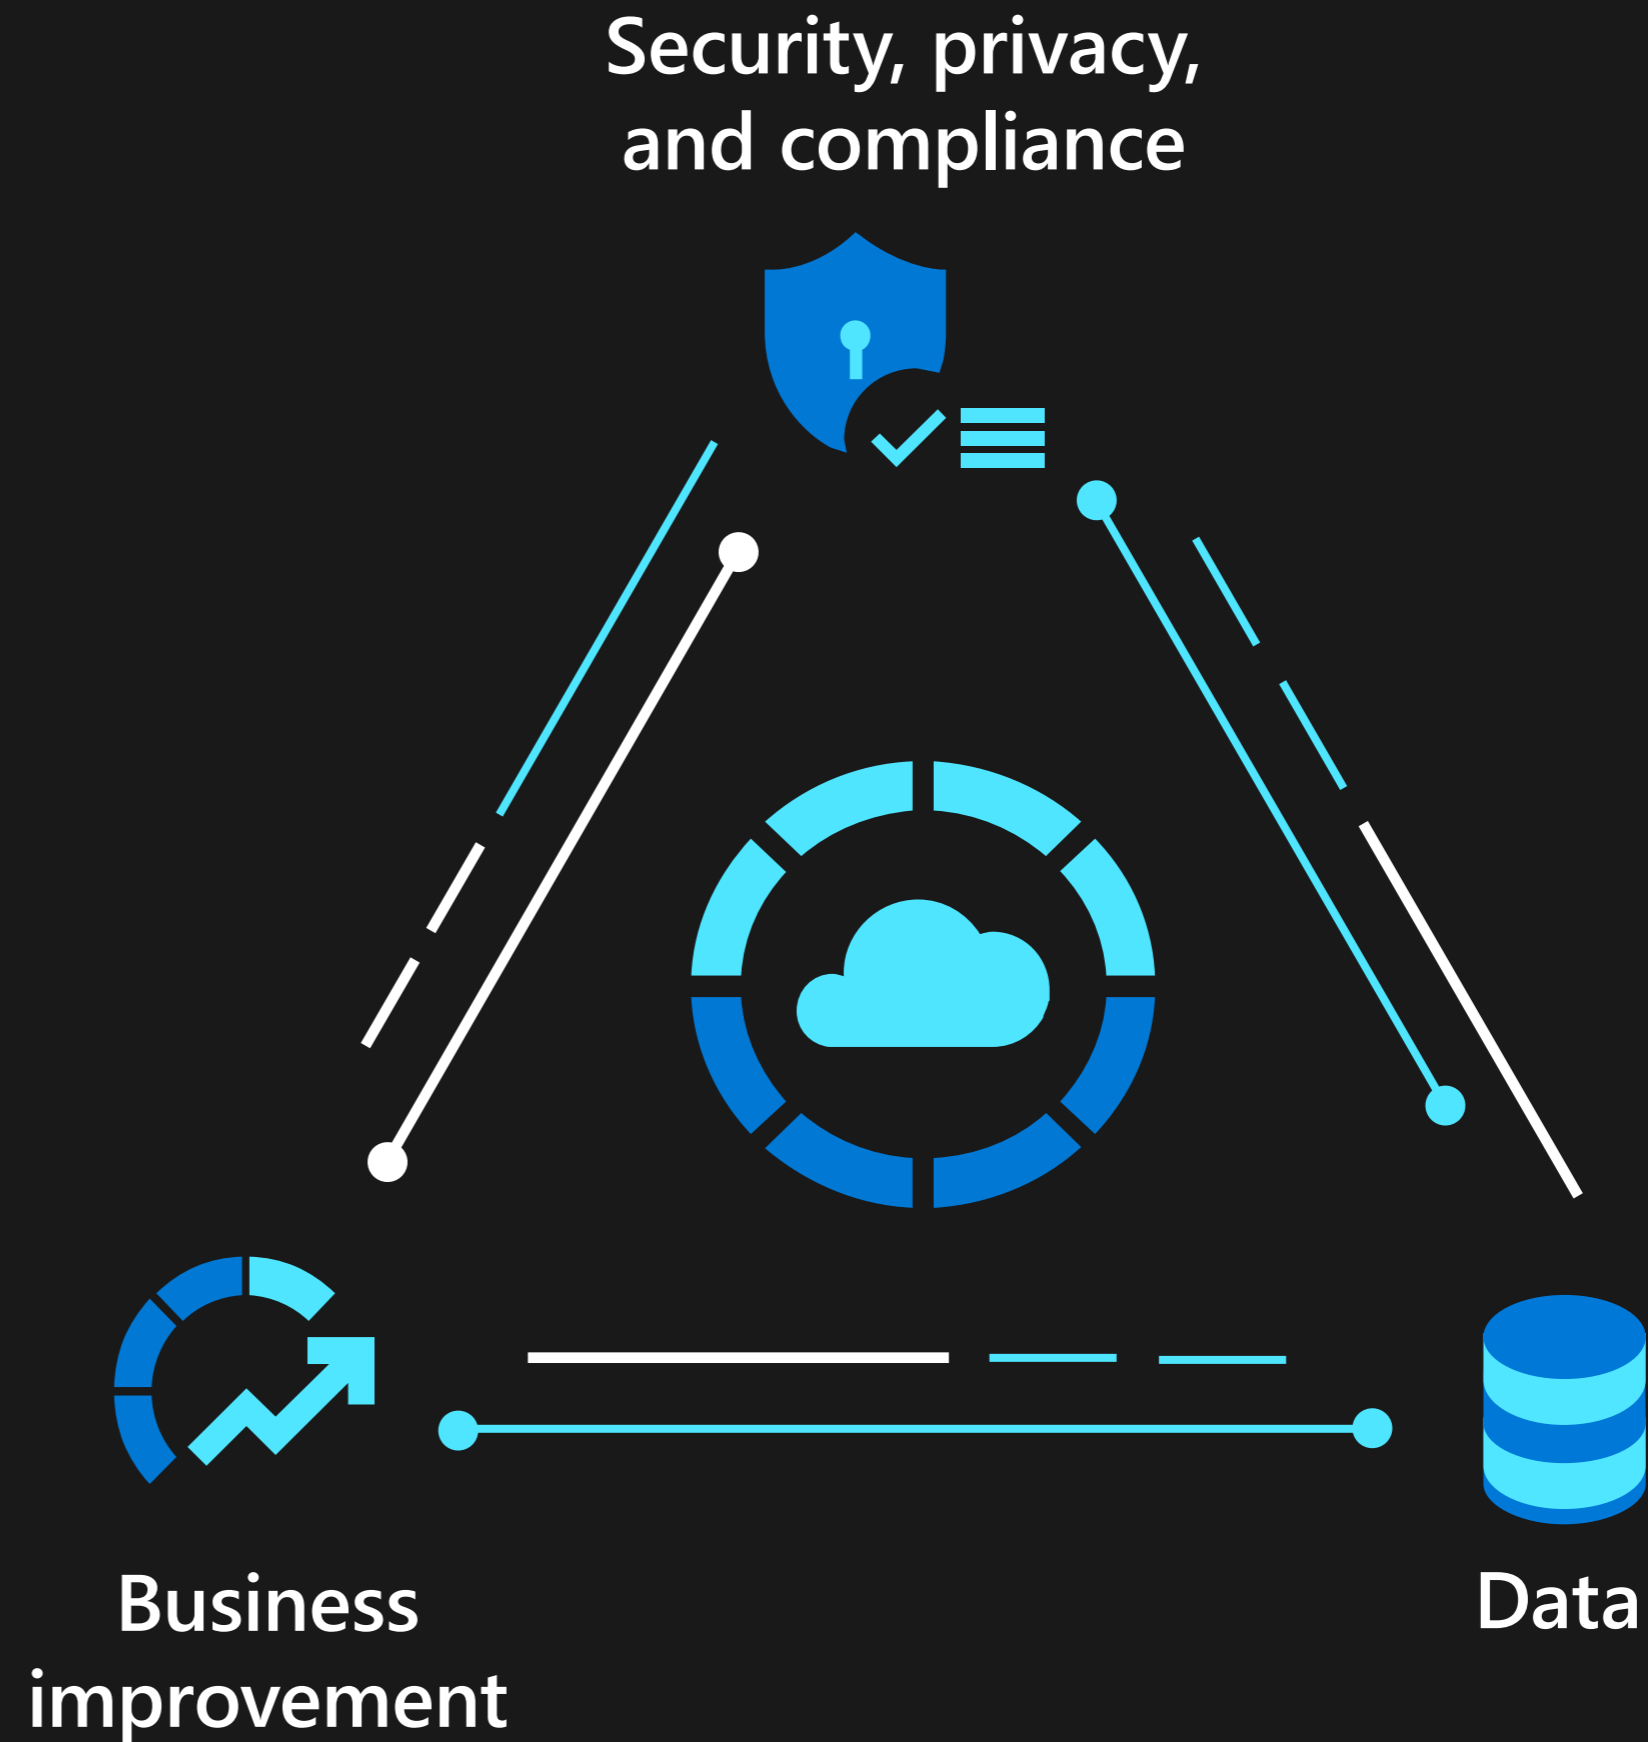 Security, privacy,
and compliance
Business
improvement
Data